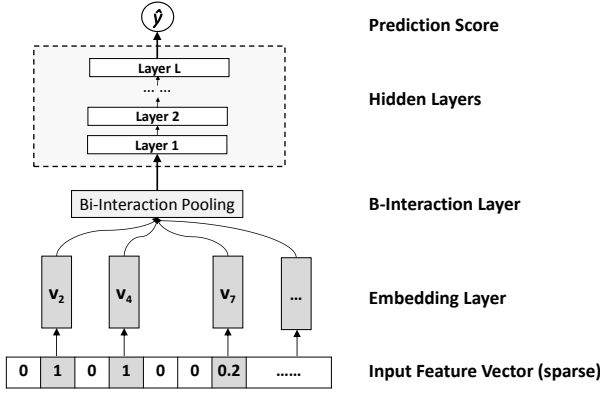 ŷ
Prediction Score
Layer L
... ...
Layer 2
Layer 1
Hidden Layers
Bi-Interaction Pooling
B-Interaction Layer
v₂ v₄ v₇ ...
Embedding Layer
0 1 0 1 0 0 0.2 ......
Input Feature Vector (sparse)